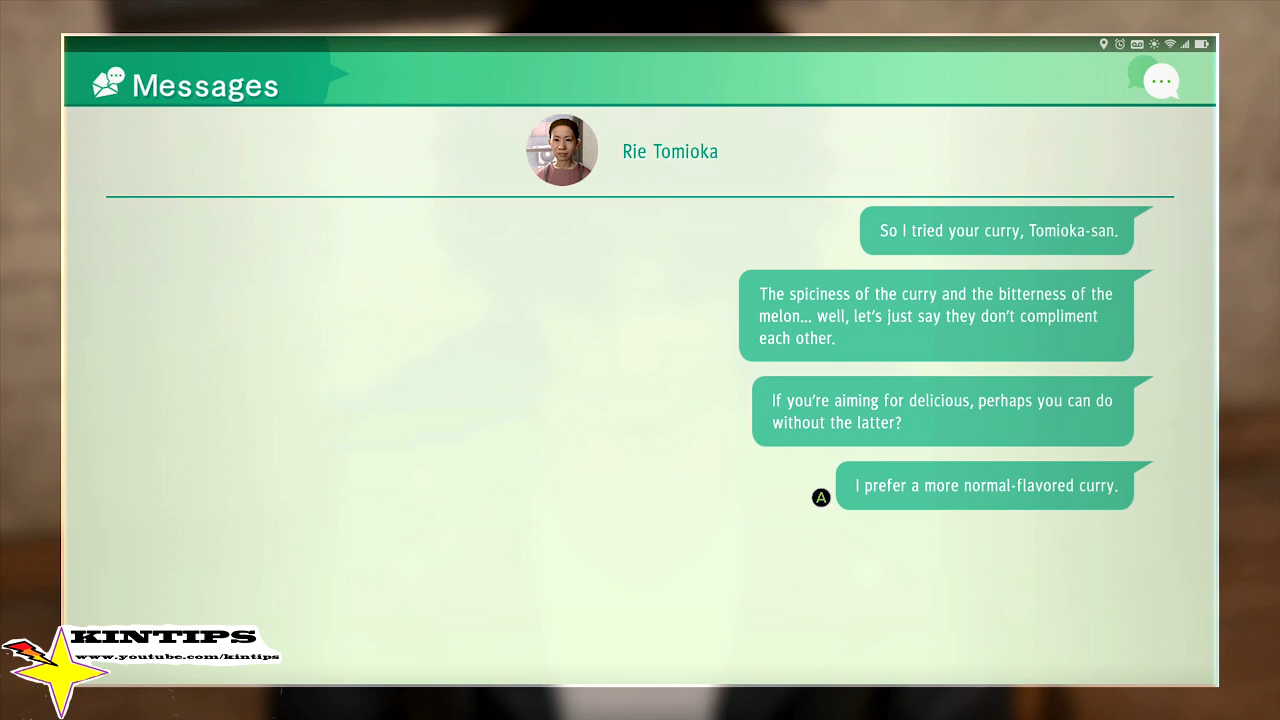 Messages
Rie Tomioka
So I tried your curry, Tomioka-san.
The spiciness of the curry and the bitterness of the
melon... well, let's just say they don't compliment
each other.
If you're aiming for delicious, perhaps you can do
without the latter?
I prefer a more normal-flavored curry.
A
KINTIPS
www.youtube.com/kintips